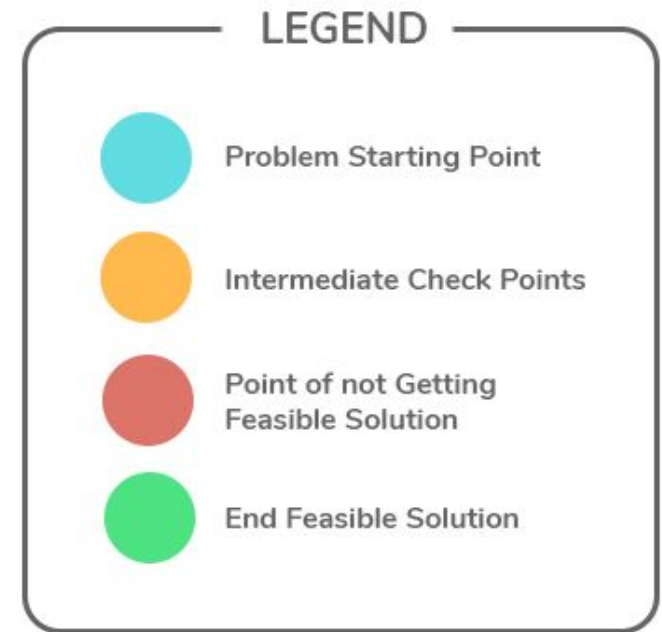 LEGEND
Problem Starting Point
Intermediate Check Points
Point of not Getting
Feasible Solution
End Feasible Solution